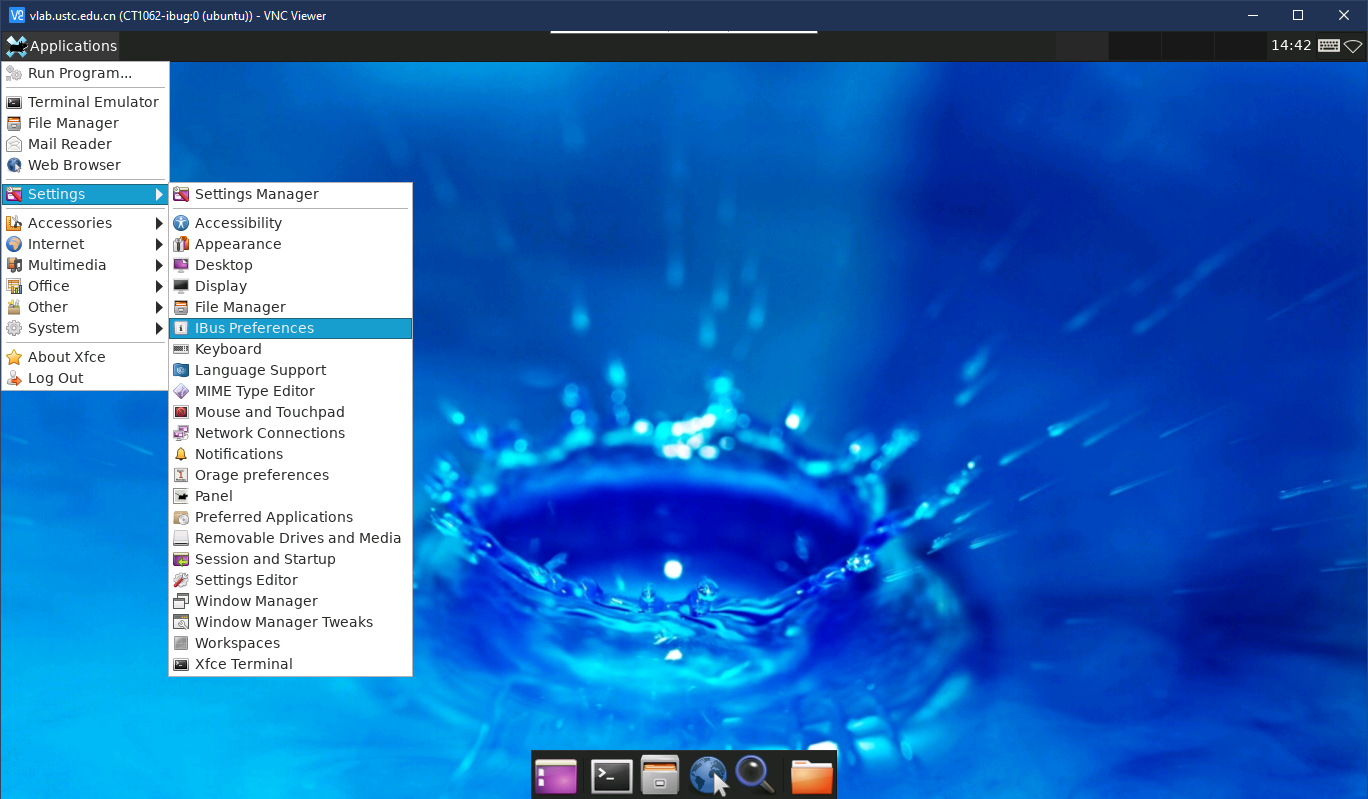 vlab.ustc.edu.cn (CT1062-ibug:0 (ubuntu)) - VNC Viewer
Applications
14:42
Run Program...
Terminal Emulator
File Manager
Mail Reader
Web Browser
Settings
Accessories
Internet
Multimedia
Office
Other
System
About Xfce
Log Out
Settings Manager
Accessibility
Appearance
Desktop
Display
File Manager
IBus Preferences
Keyboard
Language Support
MIME Type Editor
Mouse and Touchpad
Network Connections
Notifications
Orage preferences
Panel
Preferred Applications
Removable Drives and Media
Session and Startup
Settings Editor
Window Manager
Window Manager Tweaks
Workspaces
Xfce Terminal